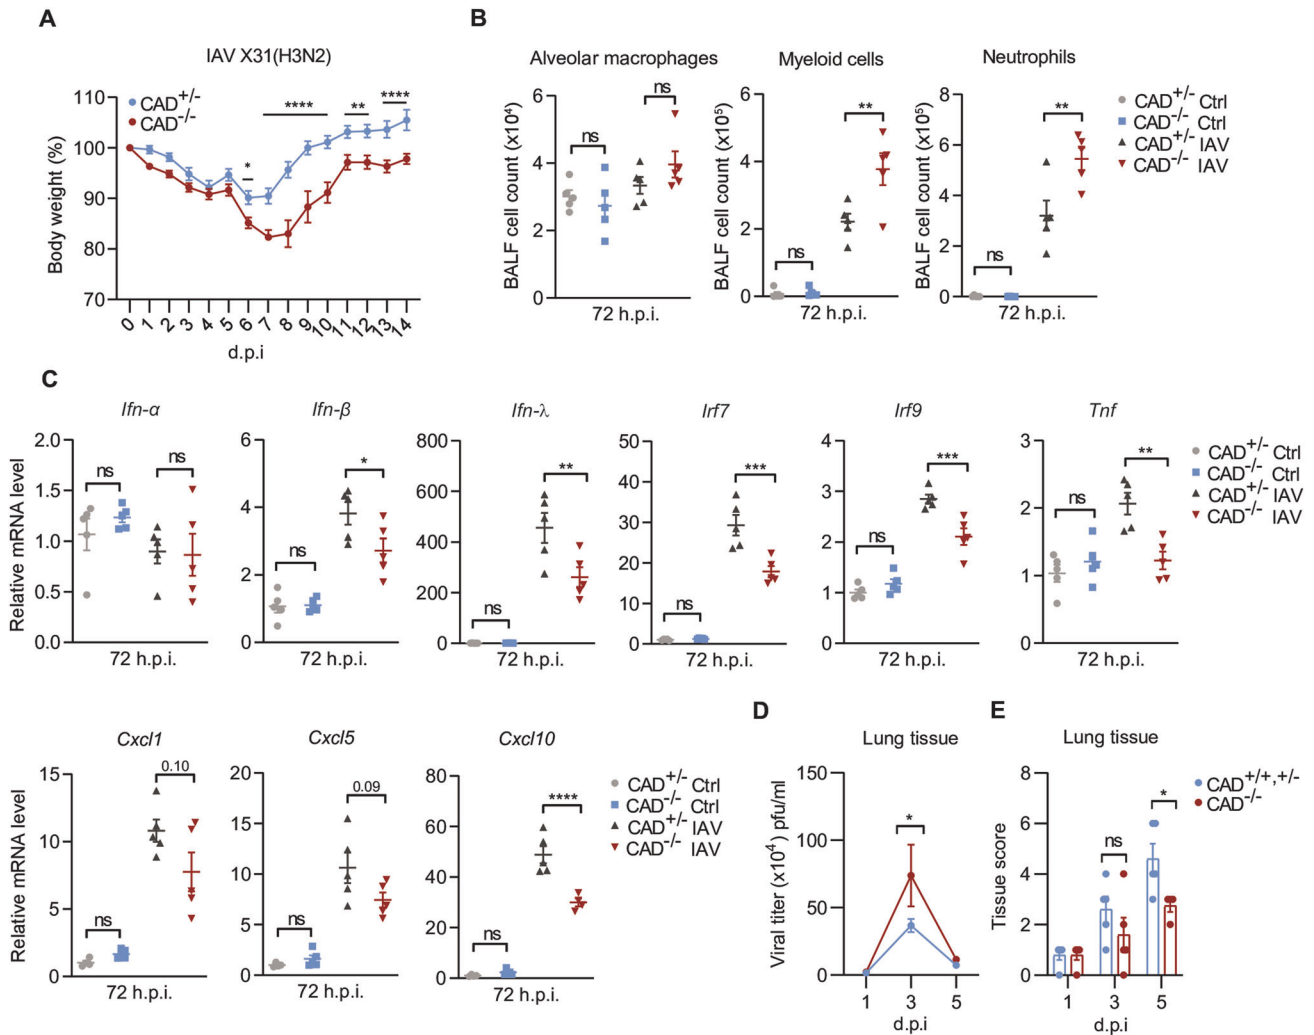 A
IAV X31(H3N2)
CAD+/-
CAD-/-
Body weight (%)
110
100
90
80
70
*
****
**
****
0 1 2 3 4 5 6 7 8 9 10 11 12 13 14
d.p.i
B
Alveolar macrophages
BALF cell count (x10⁴)
6
4
2
0
ns
ns
72 h.p.i.
Myeloid cells
BALF cell count (x10⁵)
6
4
2
0
ns
**
72 h.p.i.
Neutrophils
BALF cell count (x10⁵)
8
6
4
2
0
ns
**
72 h.p.i.
CAD+/- Ctrl
CAD-/- Ctrl
CAD+/- IAV
CAD-/- IAV
C
Ifn-α
Relative mRNA level
2.0
1.5
1.0
0.5
0.0
ns
ns
72 h.p.i.
Ifn-β
6
4
2
0
ns
*
72 h.p.i.
Ifn-λ
800
600
400
200
0
ns
**
72 h.p.i.
Irf7
50
40
30
20
10
0
ns
***
72 h.p.i.
Irf9
4
3
2
1
0
ns
***
72 h.p.i.
Tnf
3
2
1
0
ns
**
72 h.p.i.
CAD+/- Ctrl
CAD-/- Ctrl
CAD+/- IAV
CAD-/- IAV
Cxcl1
Relative mRNA level
15
10
5
0
ns
0.10
72 h.p.i.
Cxcl5
20
15
10
5
0
ns
0.09
72 h.p.i.
Cxcl10
80
60
40
20
0
ns
****
72 h.p.i.
CAD+/- Ctrl
CAD-/- Ctrl
CAD+/- IAV
CAD-/- IAV
D
Lung tissue
Viral titer (x10⁴) pfu/ml
150
100
50
0
*
1 3 5
d.p.i
E
Lung tissue
Tissue score
8
6
4
2
0
ns
*
1 3 5
d.p.i
CAD+/+,+/-
CAD-/-